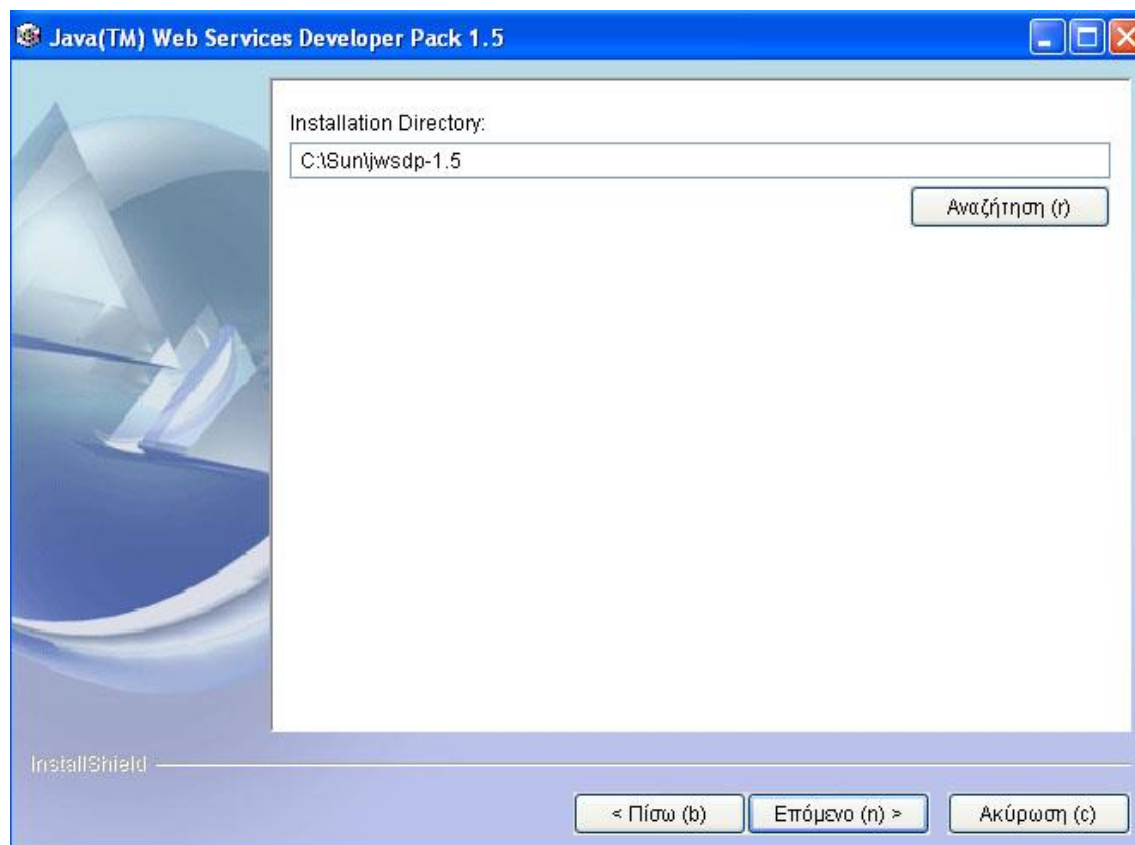 Java(TM) Web Services Developer Pack 1.5
Installation Directory:
C:\Sun\jwsdp-1.5
Αναζήτηση (r)
InstallShield
< Πίσω (b) Επόμενο (n) > Ακύρωση (c)